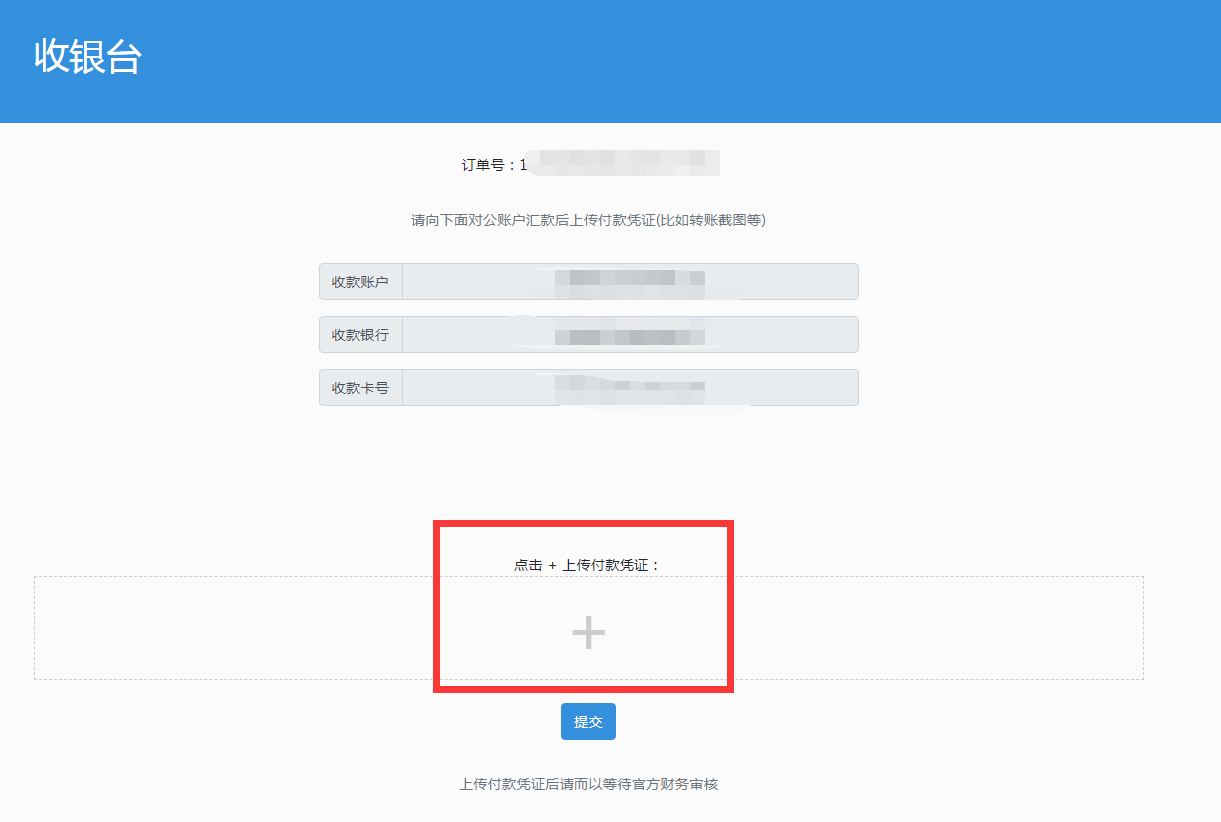 收银台
订单号：1
请向下面对公账户汇款后上传付款凭证(比如转账截图等)
收款账户
收款银行
收款卡号
点击 + 上传付款凭证：
提交
上传付款凭证后请而以等待官方财务审核